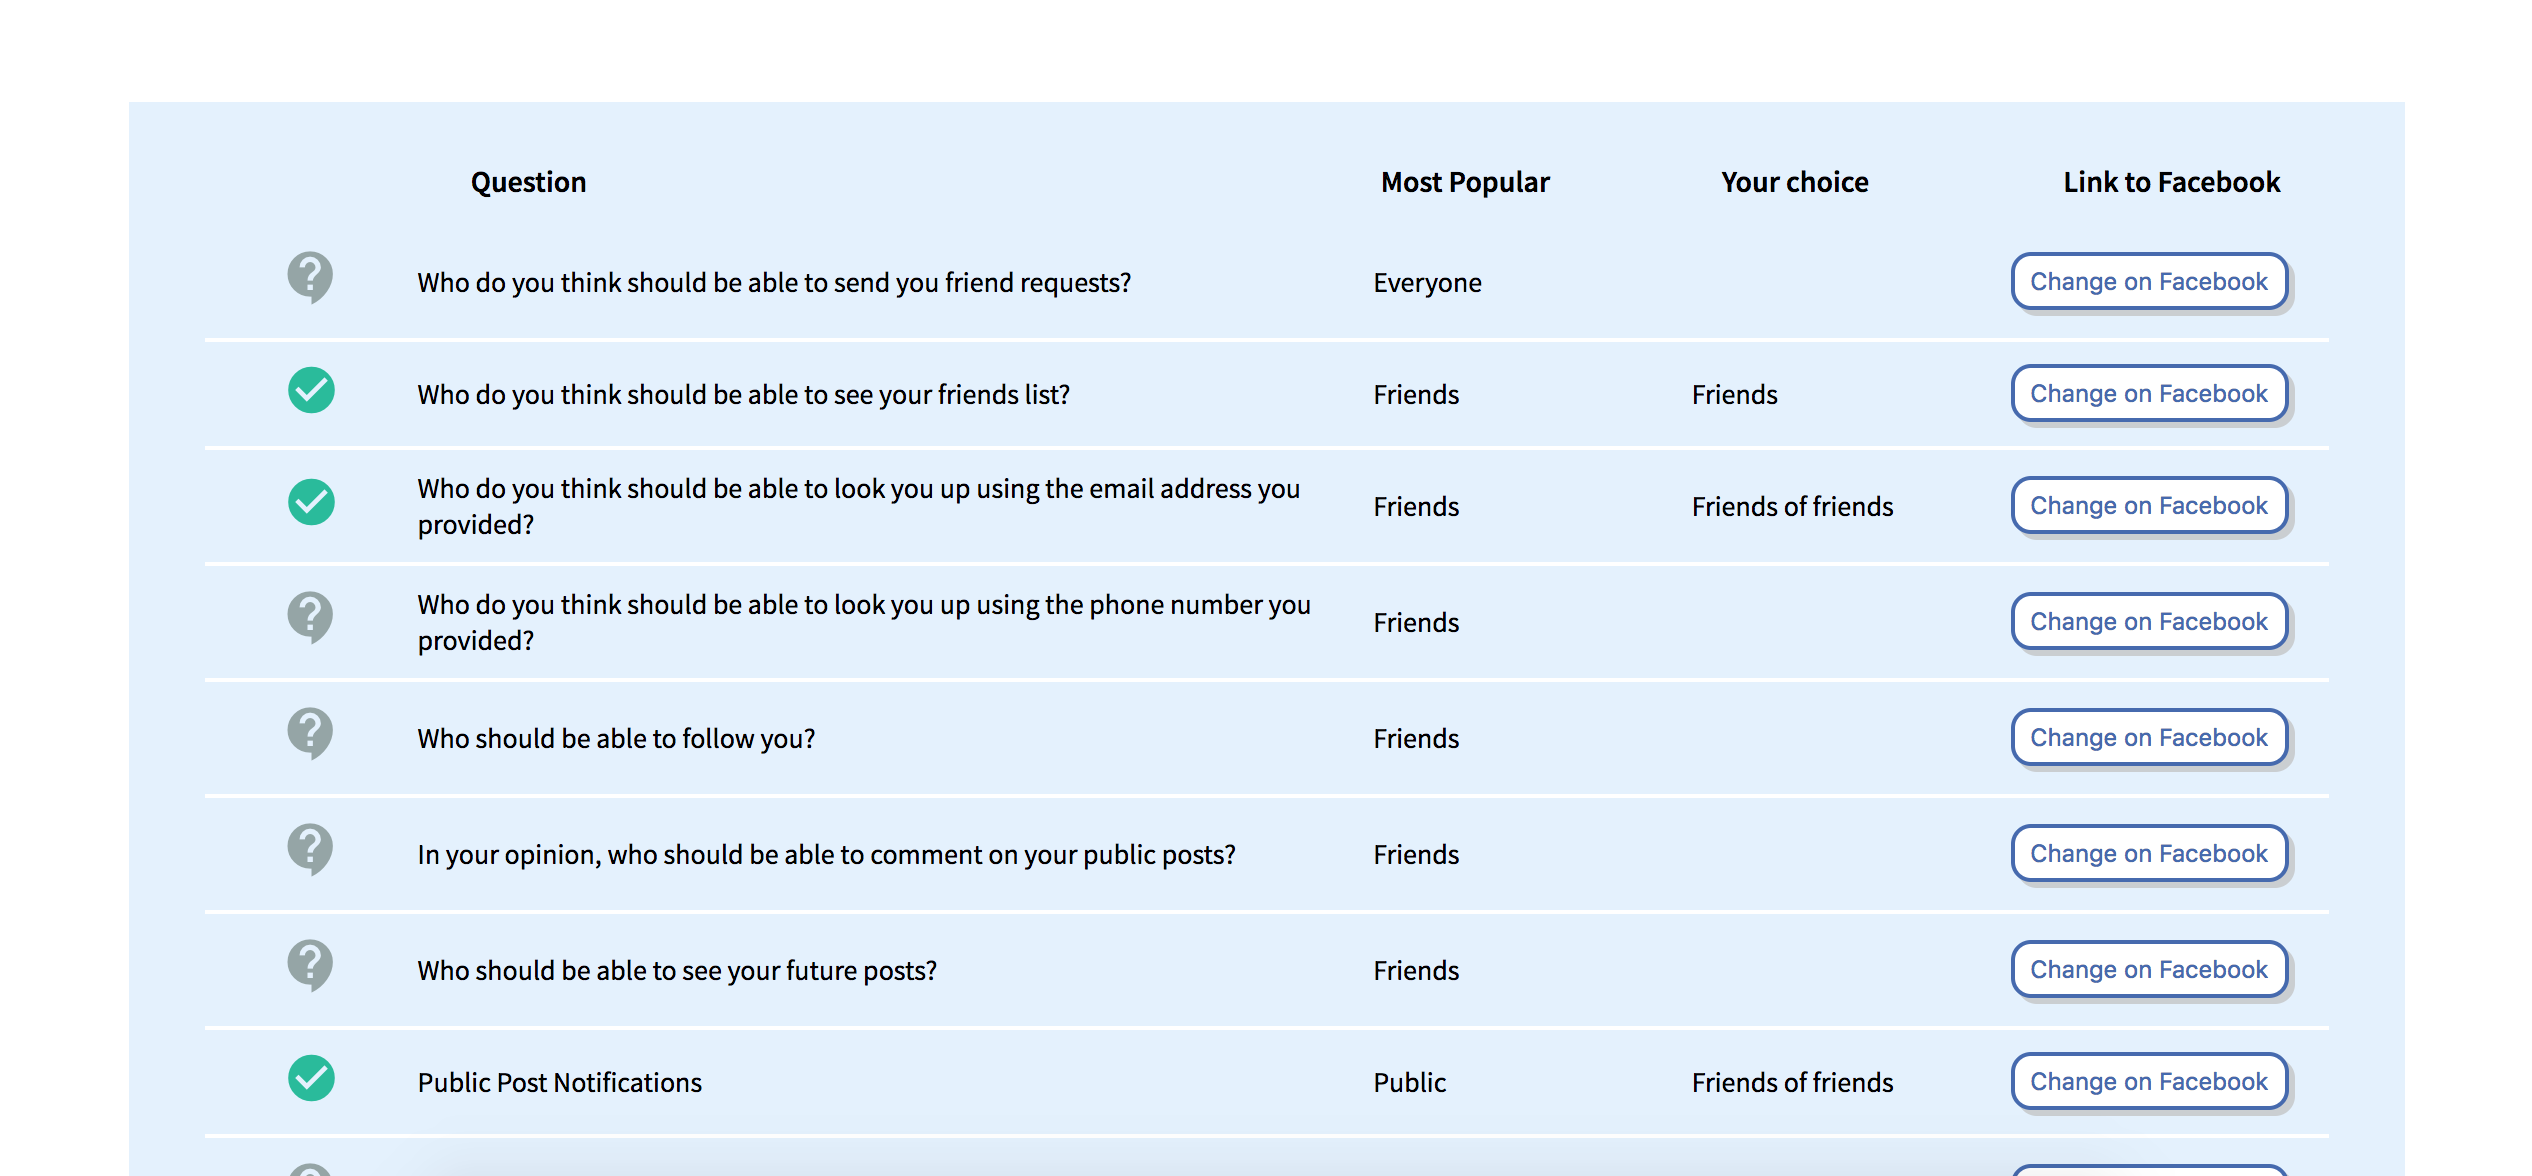 Question Most Popular Your choice Link to Facebook
Who do you think should be able to send you friend requests? Everyone Change on Facebook
Who do you think should be able to see your friends list? Friends Friends Change on Facebook
Who do you think should be able to look you up using the email address you
provided? Friends Friends of friends Change on Facebook
Who do you think should be able to look you up using the phone number you
provided? Friends Change on Facebook
Who should be able to follow you? Friends Change on Facebook
In your opinion, who should be able to comment on your public posts? Friends Change on Facebook
Who should be able to see your future posts? Friends Change on Facebook
Public Post Notifications Public Friends of friends Change on Facebook